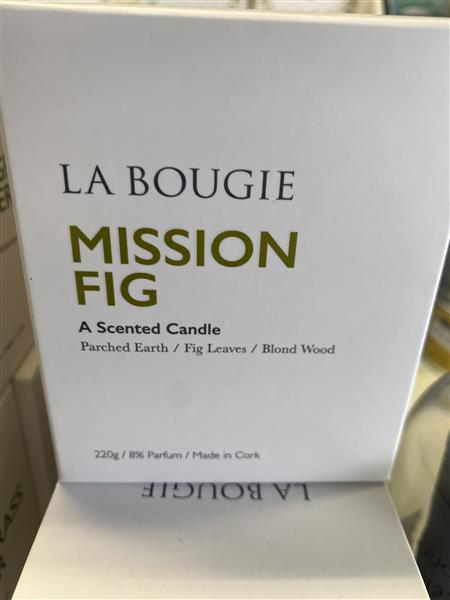 LA BOUGIE
MISSION
FIG
A Scented Candle
Parched Earth / Fig Leaves / Blond Wood
220g / 8% Parfum / Made in Cork
LA BOUGIE